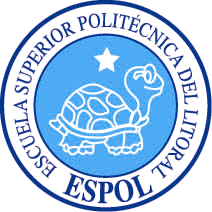 ESCUELA SUPERIOR POLITÉCNICA DEL LITORAL
ESPOL